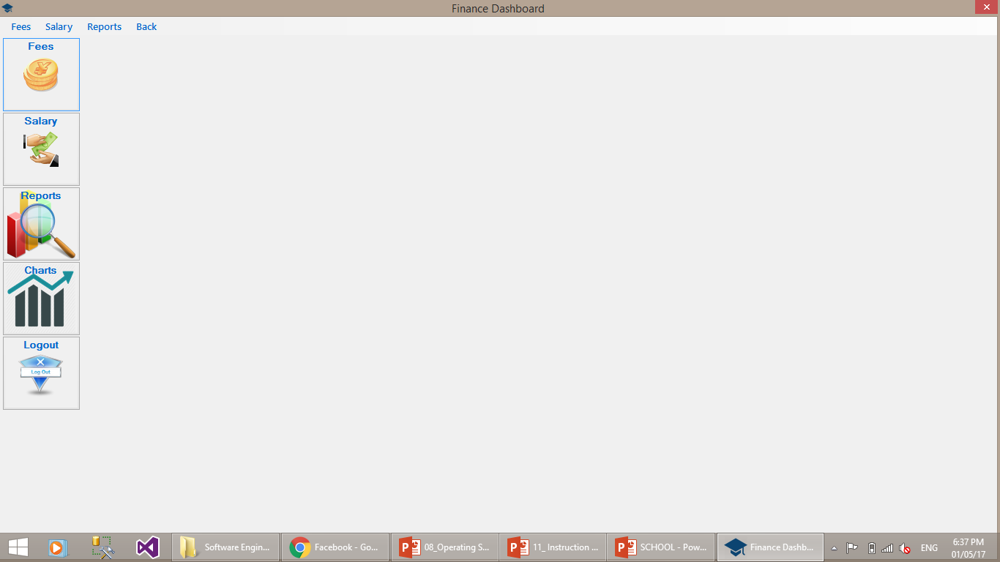 Finance Dashboard
Fees Salary Reports Back
Fees
Salary
Reports
Charts
Logout
Log Out
Software Engin...
Facebook - Go...
08_Operating S...
11_ Instruction ...
SCHOOL - Pow...
Finance Dashb...
ENG
6:37 PM
01/05/17